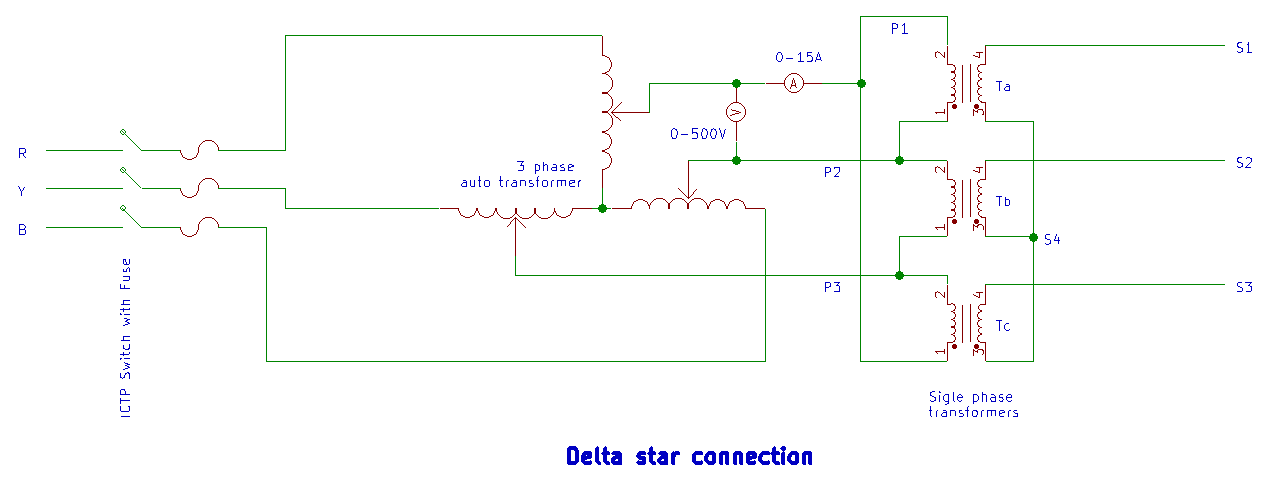 P1
2
4
S1
0-15A
A
Ta
1
3
V
0-500V
R
3 phase
auto transformer
P2
2
4
S2
Y
Tb
1
3
B
S4
P3
2
4
S3
Tc
1
3
ICTP Switch with Fuse
Sigle phase
transformers
Delta star connection